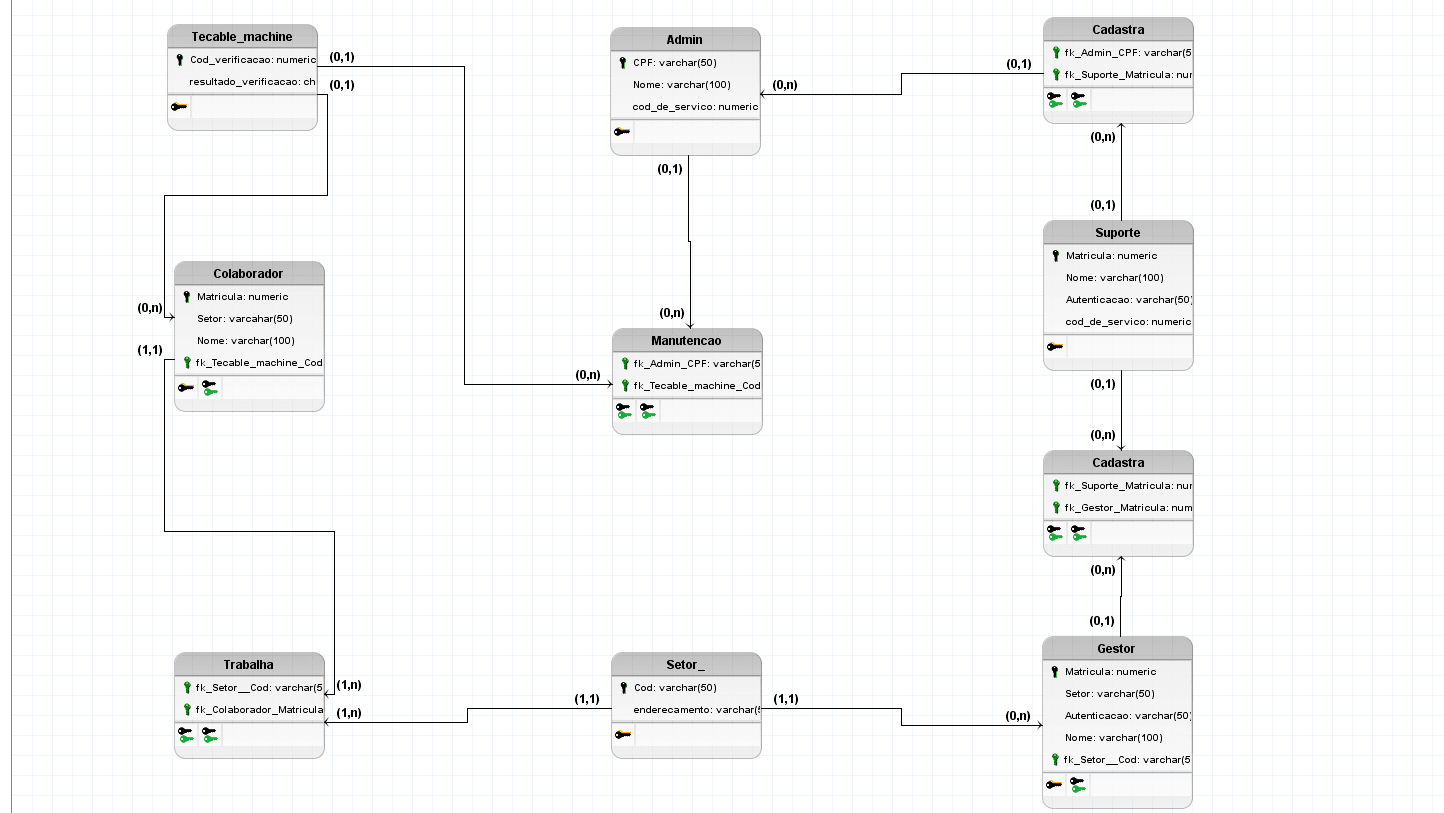 Tecable_machine
Cod_verificacao: numeric
resultado_verificacao: ch
(0,1)
(0,1)
Admin
CPF: varchar(50)
Nome: varchar(100)
cod_de_servico: numeric
(0,n)
(0,1)
(0,1)
Cadastra
fk_Admin_CPF: varchar(5
fk_Suporte_Matricula: nur
(0,n)
(0,1)
Suporte
Matricula: numeric
Nome: varchar(100)
Autenticacao: varchar(50)
cod_de_servico: numeric
(0,1)
(0,n)
Colaborador
Matricula: numeric
Setor: varcahar(50)
Nome: varchar(100)
fk_Tecable_machine_Cod
(0,n)
(1,1)
(0,n)
(0,n)
Manutencao
fk_Admin_CPF: varchar(5
fk_Tecable_machine_Cod
Cadastra
fk_Suporte_Matricula: nur
fk_Gestor_Matricula: num
(0,n)
(0,1)
Trabalha
fk_Setor__Cod: varchar(5
fk_Colaborador_Matricula
(1,n)
(1,n)
(1,1)
Setor_
Cod: varchar(50)
enderecamento: varchar(5
(1,1)
(0,n)
Gestor
Matricula: numeric
Setor: varchar(50)
Autenticacao: varchar(50)
Nome: varchar(100)
fk_Setor__Cod: varchar(5